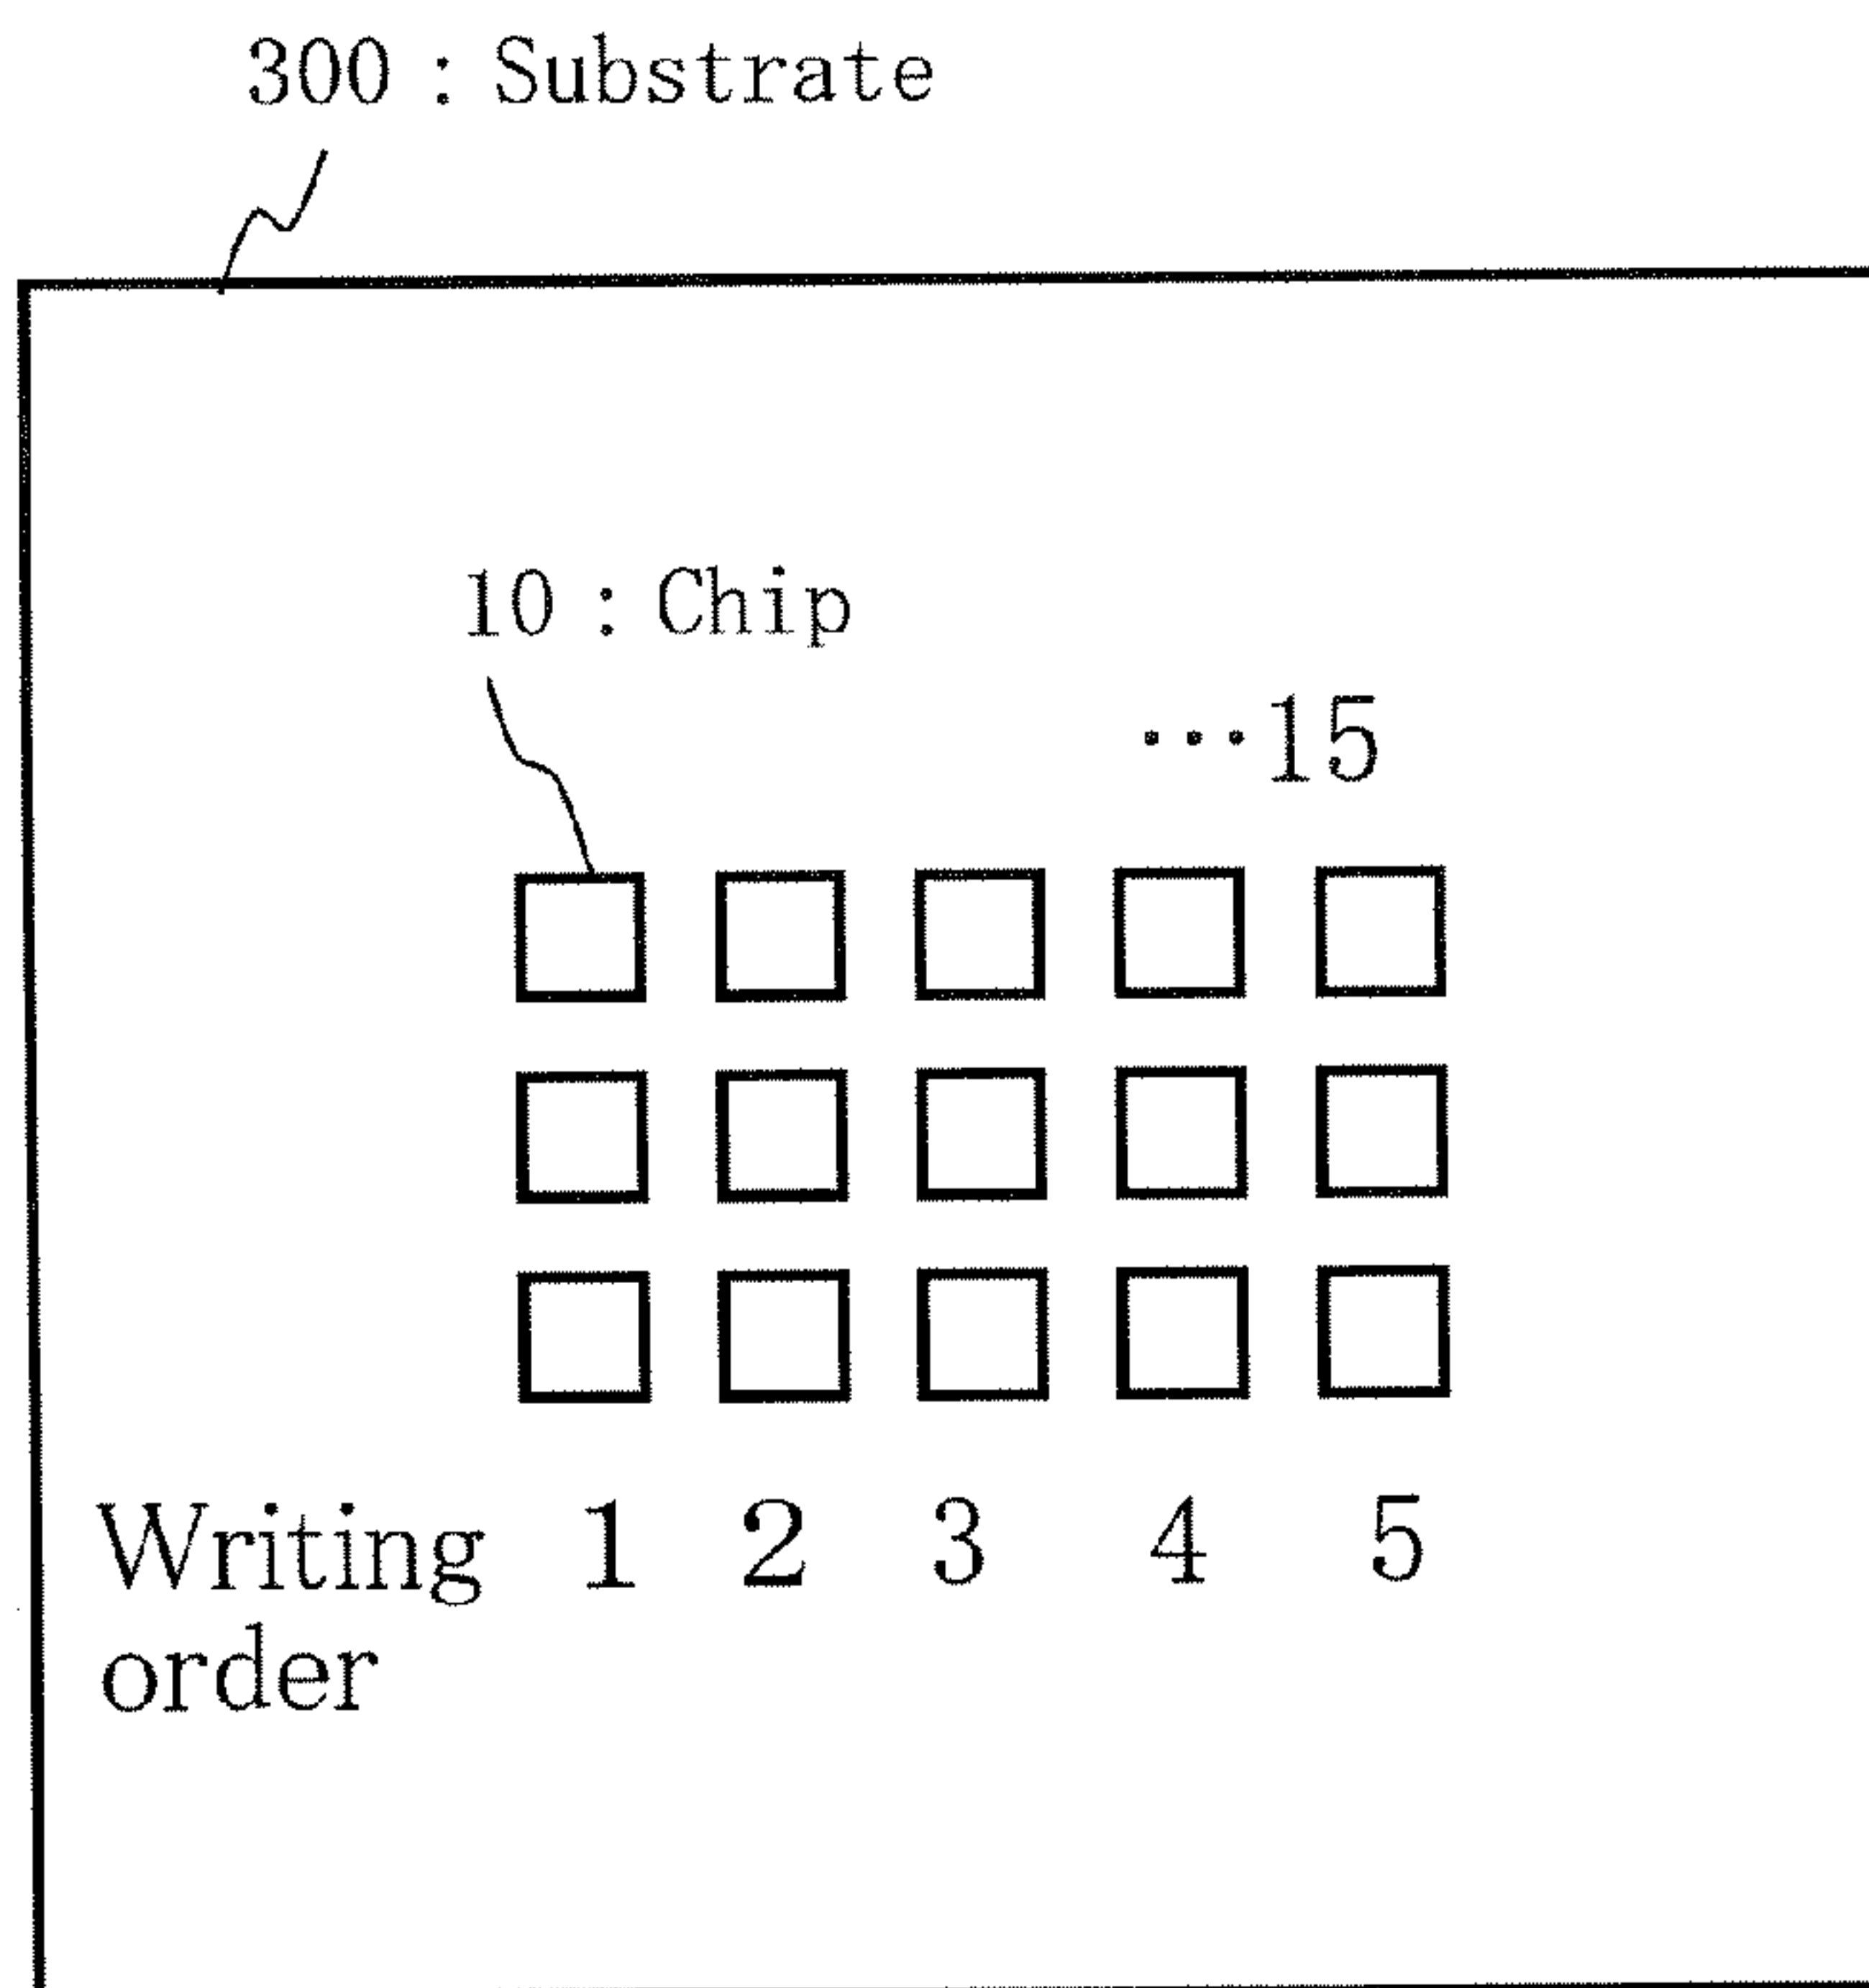 300 : Substrate
10 : Chip
···15
Writing 1 2 3 4 5
order